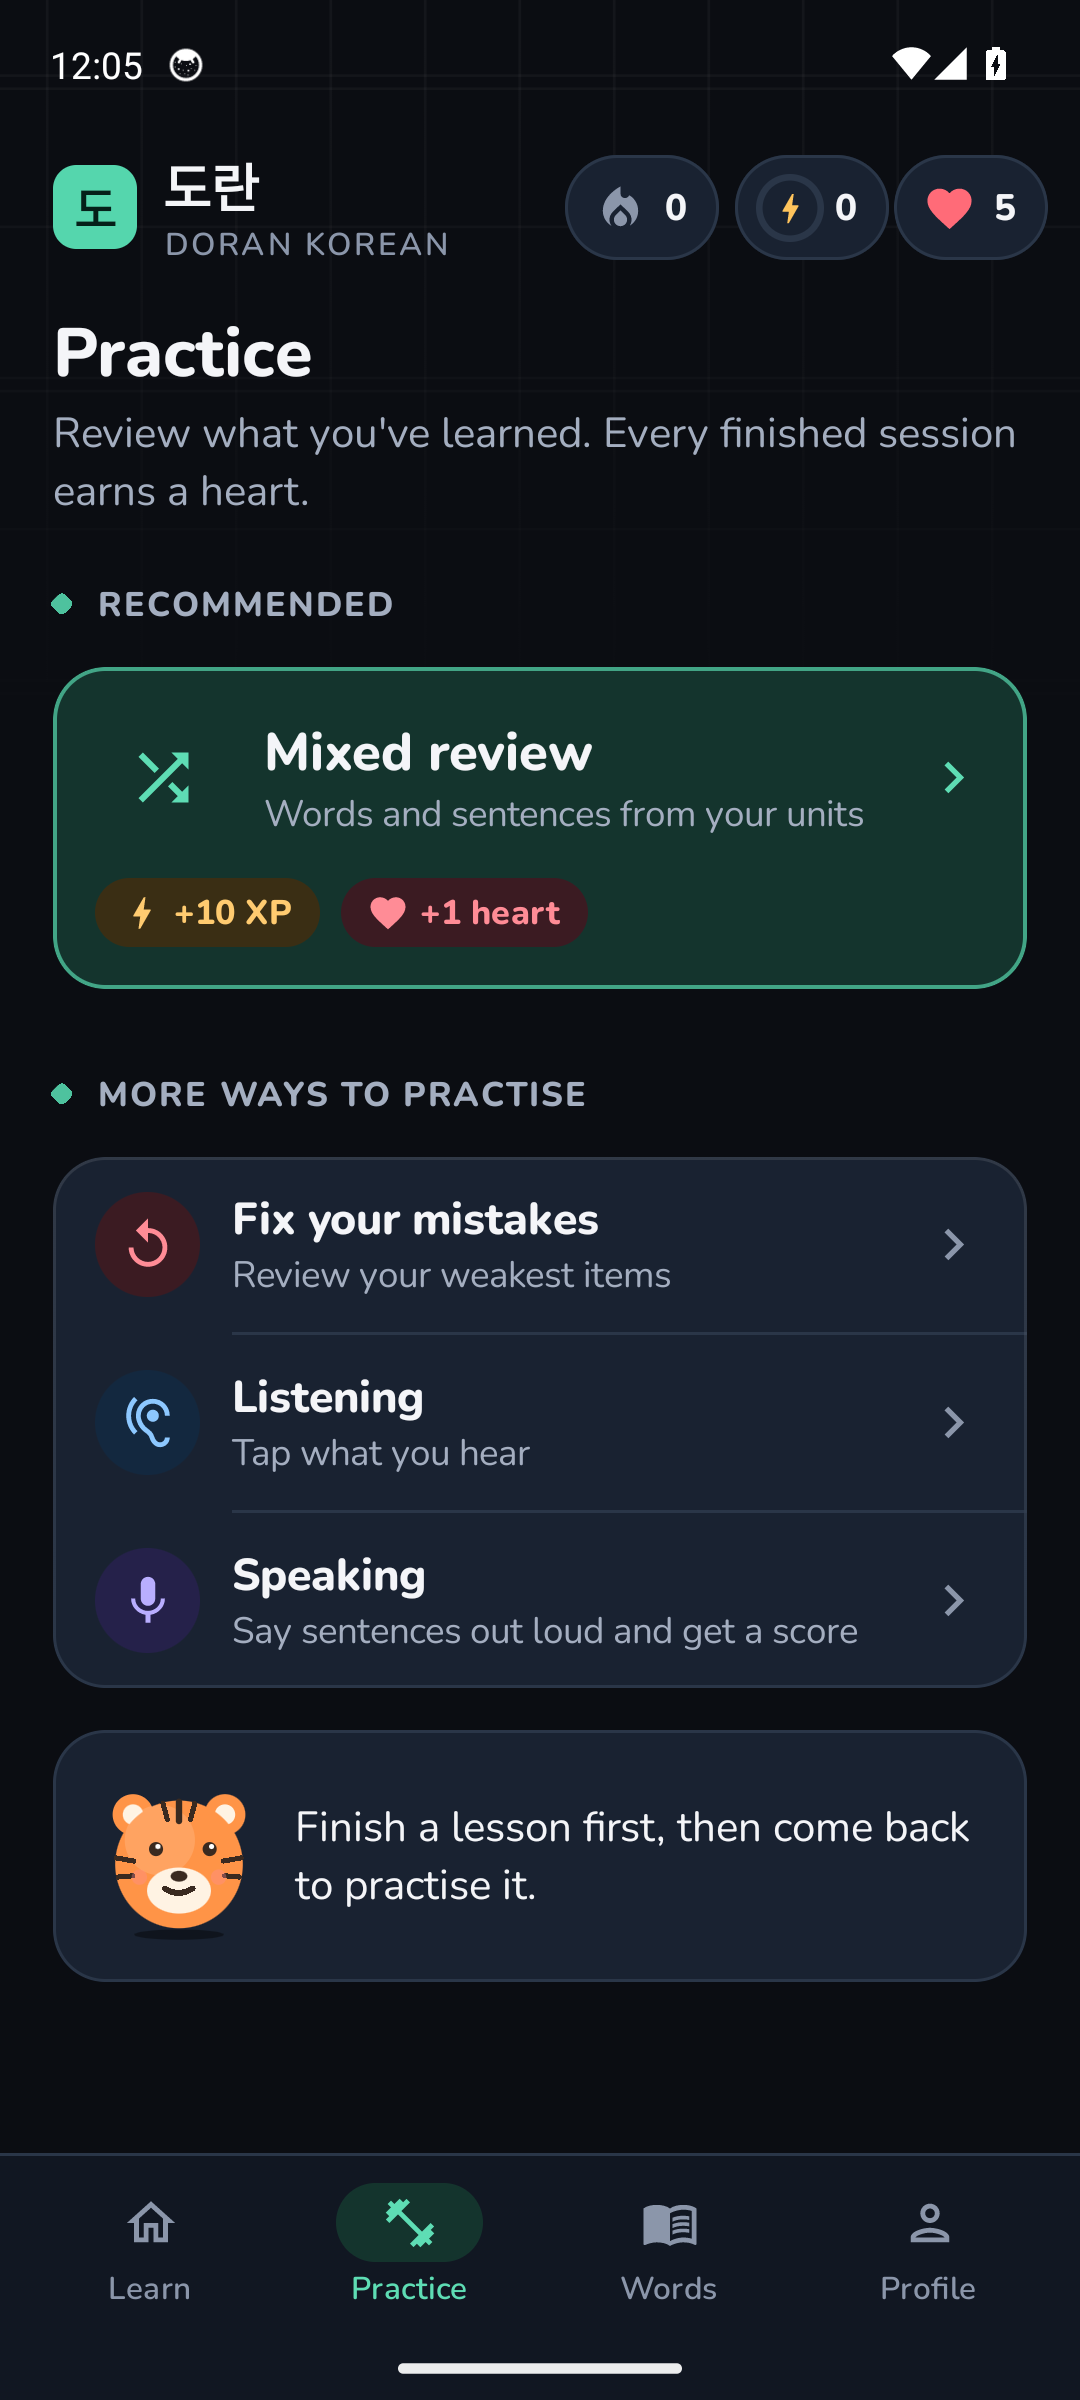 12:05
도
도란
DORAN KOREAN
0
0
5
Practice
Review what you've learned. Every finished session
earns a heart.
RECOMMENDED
Mixed review
Words and sentences from your units
+10 XP
+1 heart
MORE WAYS TO PRACTISE
Fix your mistakes
Review your weakest items
Listening
Tap what you hear
Speaking
Say sentences out loud and get a score
Finish a lesson first, then come back
to practise it.
Learn
Practice
Words
Profile